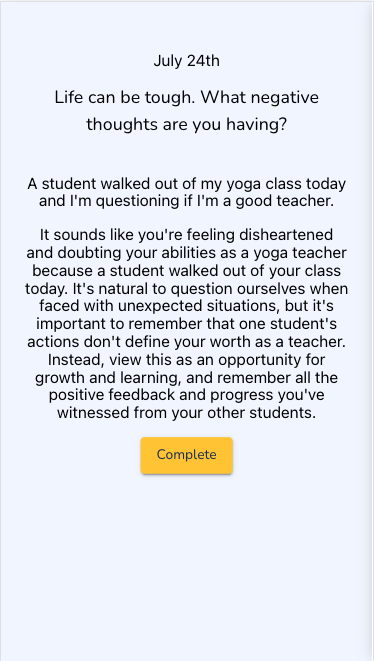 July 24th
Life can be tough. What negative
thoughts are you having?
A student walked out of my yoga class today
and I'm questioning if I'm a good teacher.
It sounds like you're feeling disheartened
and doubting your abilities as a yoga teacher
because a student walked out of your class
today. It's natural to question ourselves when
faced with unexpected situations, but it's
important to remember that one student's
actions don't define your worth as a teacher.
Instead, view this as an opportunity for
growth and learning, and remember all the
positive feedback and progress you've
witnessed from your other students.
Complete